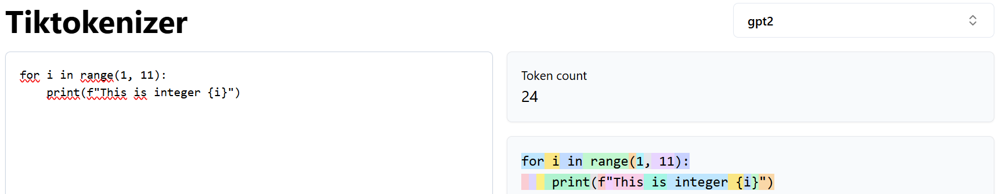 Tiktokenizer
gpt2
for i in range(1, 11):
    print(f"This is integer {i}")
Token count
24
for i in range(1, 11):
    print(f"This is integer {i}")